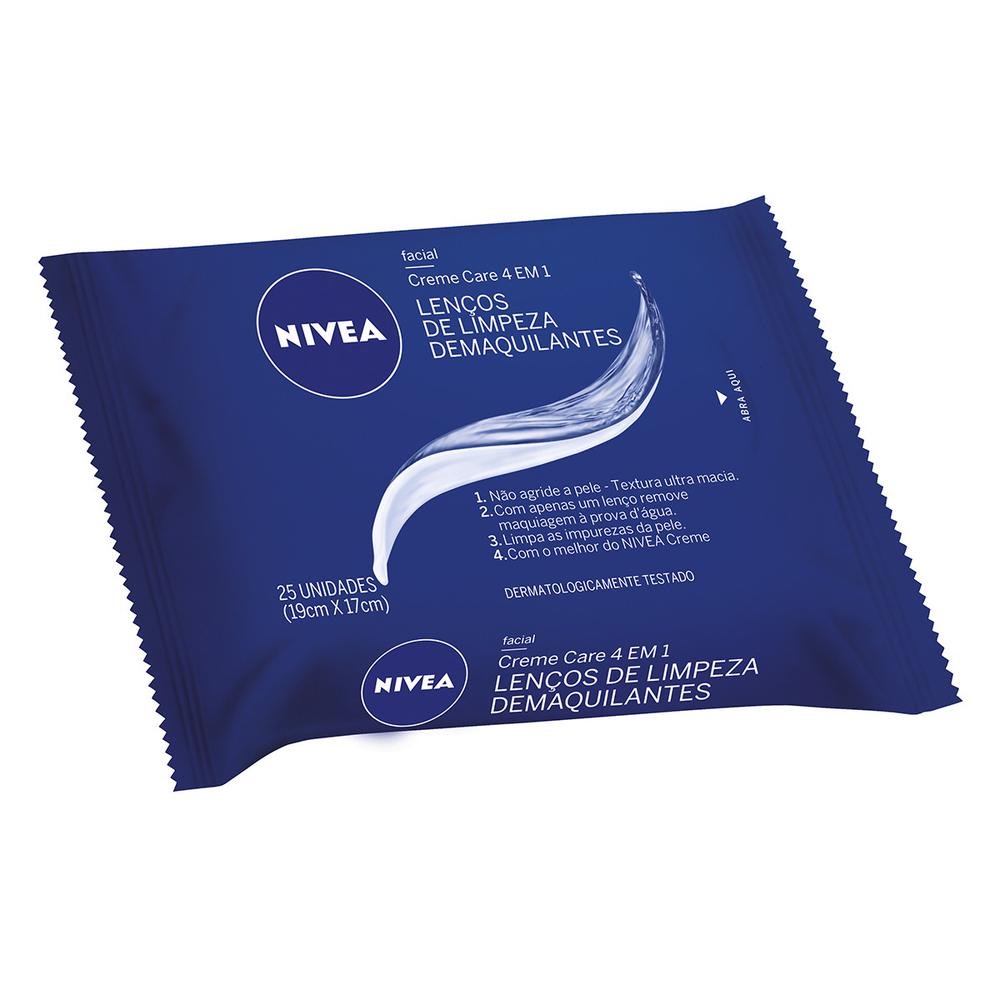 NIVEA
facial
Creme Care 4 EM 1
LENÇOS
DE LIMPEZA
DEMAQUILANTES
ABRA AQUI
1. Não agride a pele - Textura ultra macia.
2. Com apenas um lenço remove
maquiagem à prova d'água.
3. Limpa as impurezas da pele.
4. Com o melhor do NIVEA Creme
DERMATOLOGICAMENTE TESTADO
25 UNIDADES
(19cm X 17cm)
NIVEA
facial
Creme Care 4 EM 1
LENÇOS DE LIMPEZA
DEMAQUILANTES